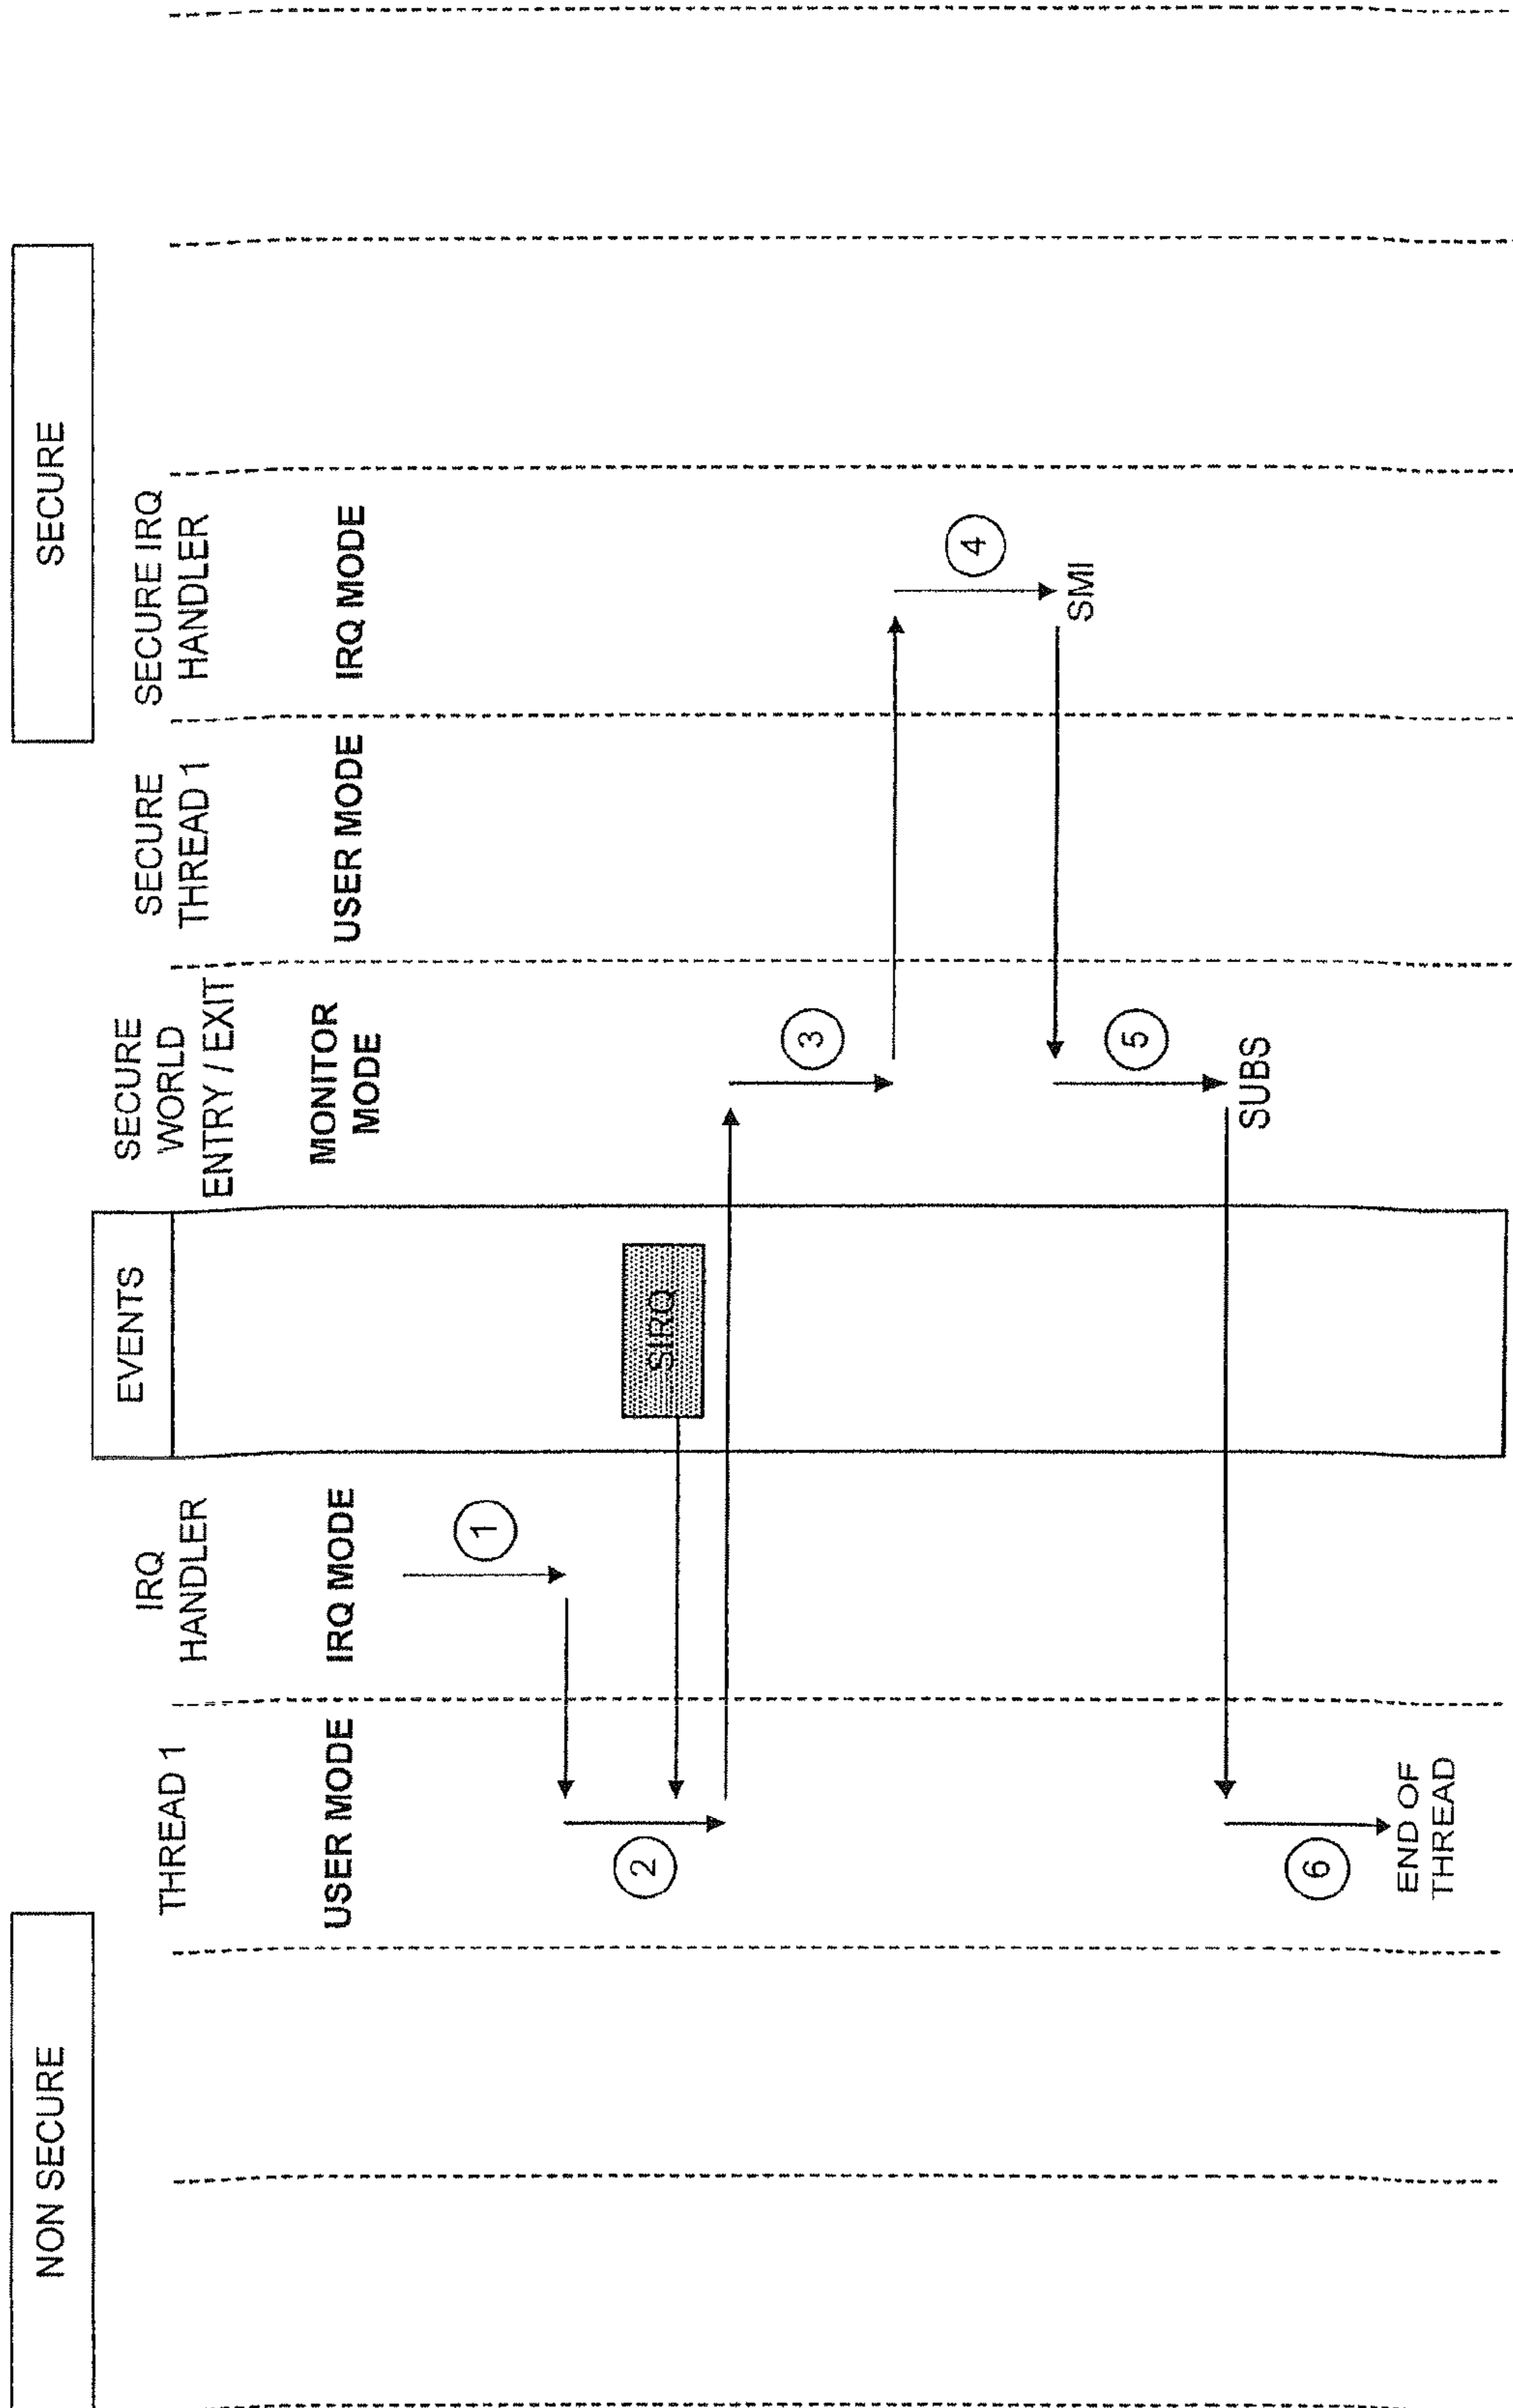 NON SECURE
SECURE
EVENTS
THREAD 1
IRQ
HANDLER
SECURE
WORLD
ENTRY / EXIT
SECURE
THREAD 1
SECURE IRQ
HANDLER
USER MODE
IRQ MODE
MONITOR
MODE
USER MODE
IRQ MODE
1
2
SIRQ
3
4
SMI
5
SUBS
6
END OF
THREAD